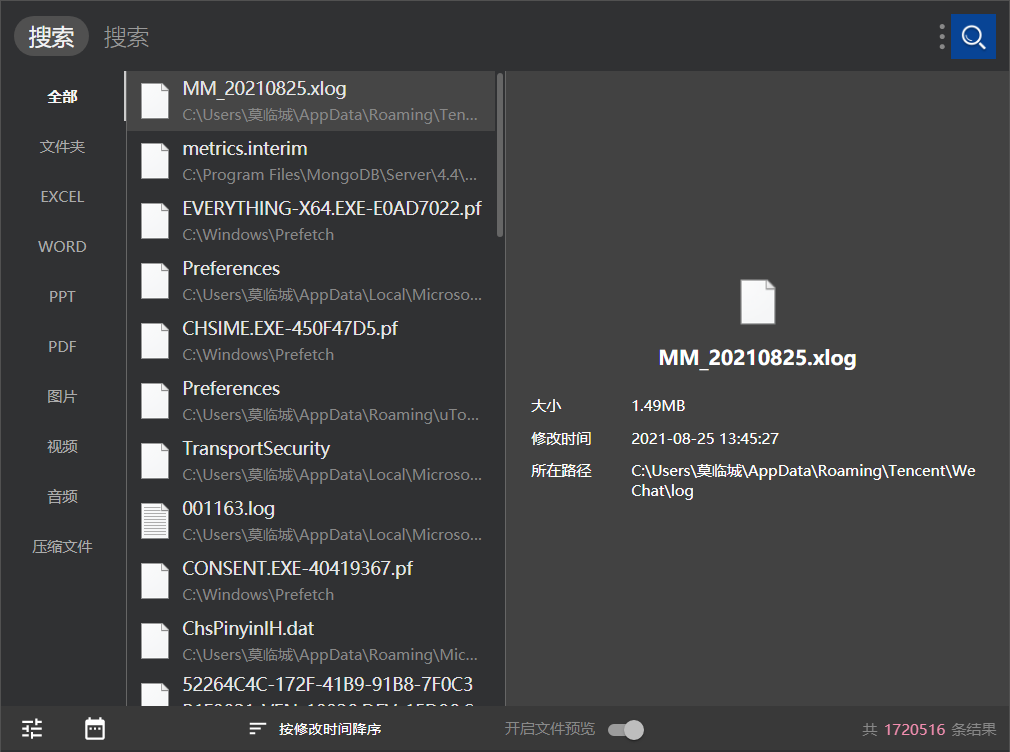 搜索 搜索
全部
文件夹
EXCEL
WORD
PPT
PDF
图片
视频
音频
压缩文件
MM_20210825.xlog
C:\Users\莫临城\AppData\Roaming\Ten...
metrics.interim
C:\Program Files\MongoDB\Server\4.4\...
EVERYTHING-X64.EXE-E0AD7022.pf
C:\Windows\Prefetch
Preferences
C:\Users\莫临城\AppData\Local\Microso...
CHSIME.EXE-450F47D5.pf
C:\Windows\Prefetch
Preferences
C:\Users\莫临城\AppData\Roaming\uTo...
TransportSecurity
C:\Users\莫临城\AppData\Local\Microso...
001163.log
C:\Users\莫临城\AppData\Local\Microso...
CONSENT.EXE-40419367.pf
C:\Windows\Prefetch
ChsPinyinIH.dat
C:\Users\莫临城\AppData\Roaming\Mic...
52264C4C-172F-41B9-91B8-7F0C3
MM_20210825.xlog
大小 1.49MB
修改时间 2021-08-25 13:45:27
所在路径 C:\Users\莫临城\AppData\Roaming\Tencent\We
Chat\log
按修改时间降序
开启文件预览
共 1720516 条结果